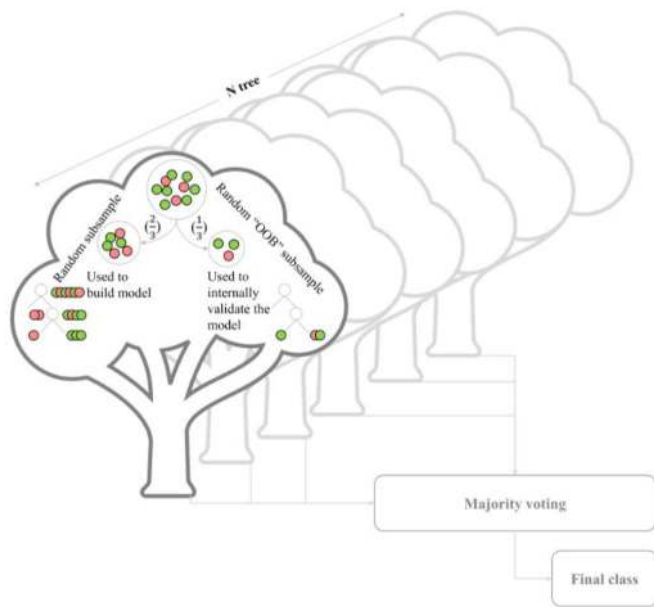 N tree
Random subsample
(2/3)
(1/3)
Random “OOB” subsample
Used to
build model
Used to
internally
validate the
model
Majority voting
Final class